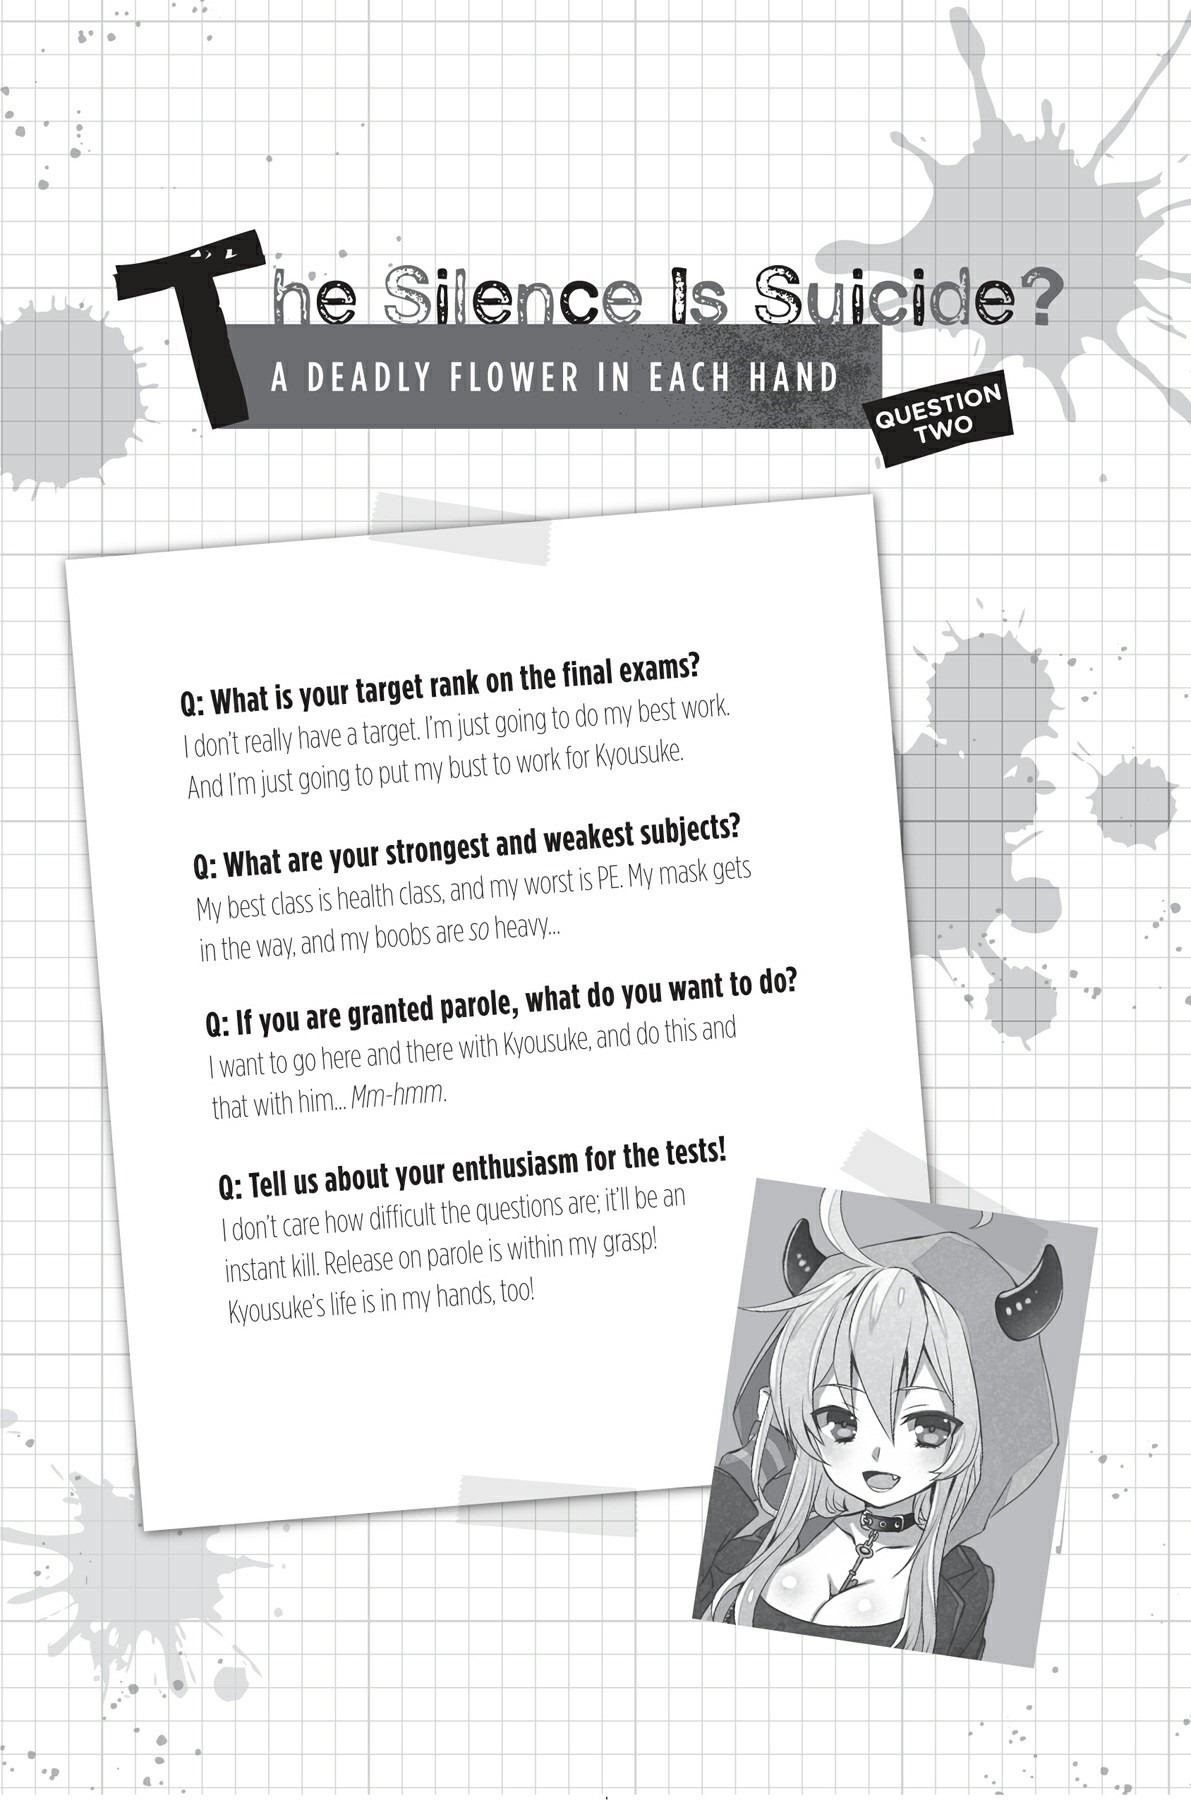 The Silence Is Suicide?
A DEADLY FLOWER IN EACH HAND
QUESTION
TWO
Q: What is your target rank on the final exams?
I don’t really have a target. I’m just going to do my best work.
And I’m just going to put my bust to work for Kyousuke.
Q: What are your strongest and weakest subjects?
My best class is health class, and my worst is PE. My mask gets
in the way, and my boobs are so heavy...
Q: If you are granted parole, what do you want to do?
I want to go here and there with Kyousuke, and do this and
that with him... Mm-hmm.
Q: Tell us about your enthusiasm for the tests!
I don’t care how difficult the questions are; it’ll be an
instant kill. Release on parole is within my grasp!
Kyousuke’s life is in my hands, too!